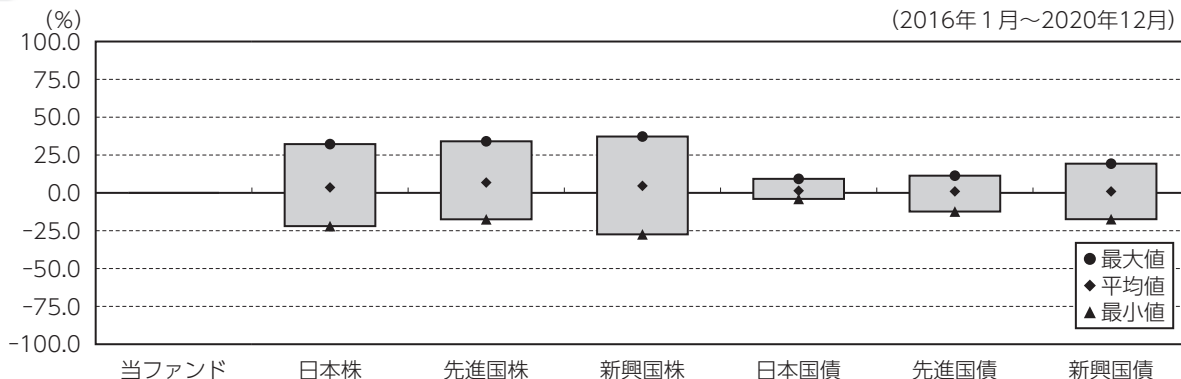 (%)
(2016年1月～2020年12月)
100.0
75.0
50.0
25.0
0.0
-25.0
-50.0
-75.0
-100.0
●最大値
◆平均値
▲最小値
当ファンド 日本株 先進国株 新興国株 日本国債 先進国債 新興国債